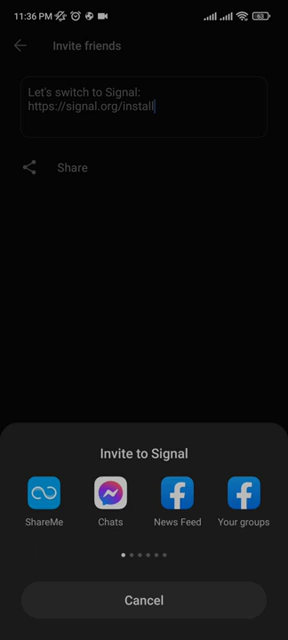 11:36 PM
63
Invite friends
Let's switch to Signal:
https://signal.org/install
Share
Invite to Signal
ShareMe
Chats
News Feed
Your groups
Cancel